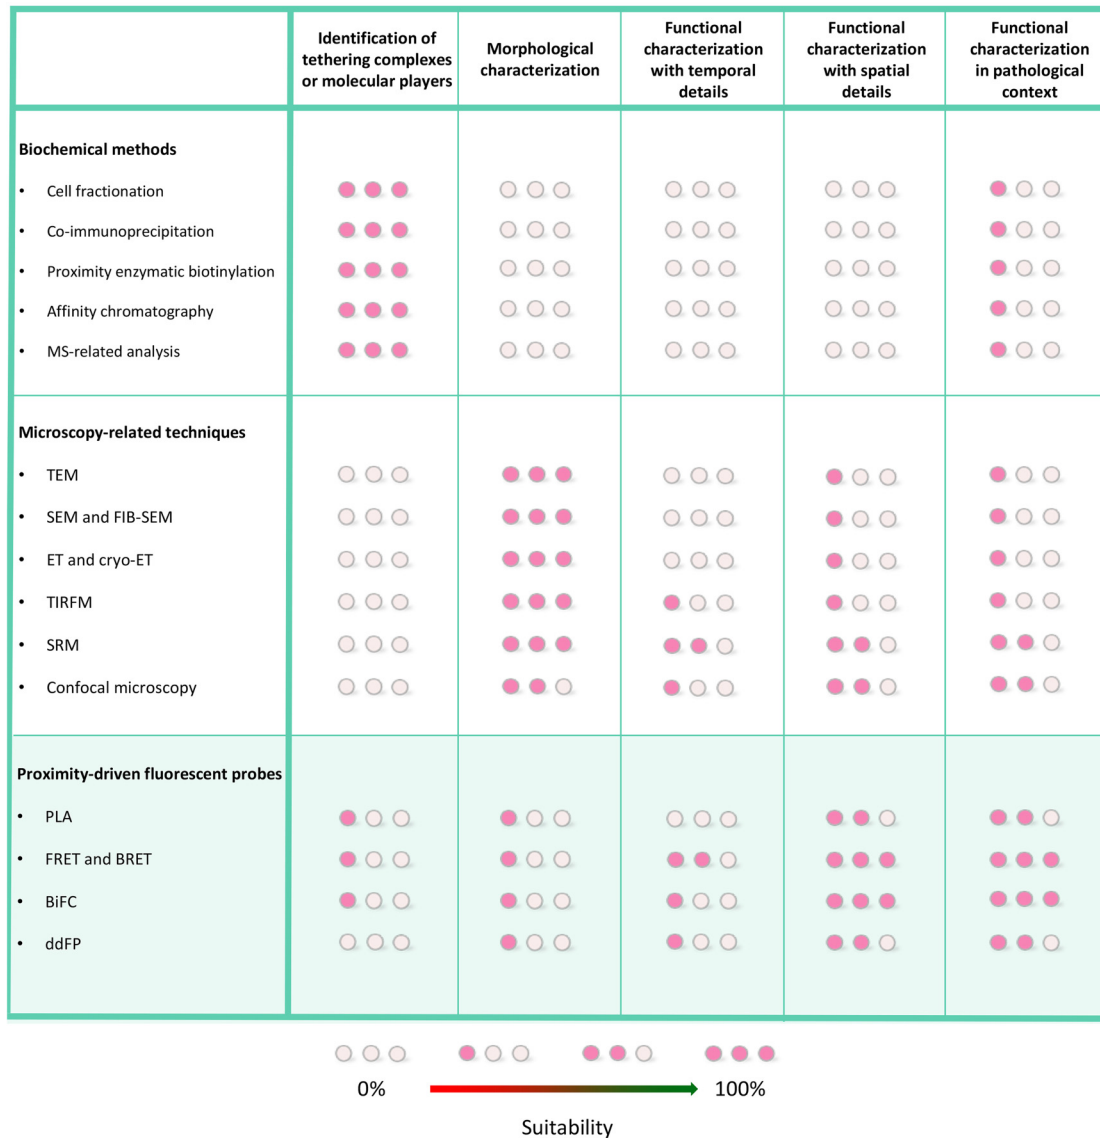 Identification of
tethering complexes
or molecular players
Morphological
characterization
Functional
characterization
with temporal
details
Functional
characterization
with spatial
details
Functional
characterization
in pathological
context
Biochemical methods
• Cell fractionation
• Co-immunoprecipitation
• Proximity enzymatic biotinylation
• Affinity chromatography
• MS-related analysis
Microscopy-related techniques
• TEM
• SEM and FIB-SEM
• ET and cryo-ET
• TIRFM
• SRM
• Confocal microscopy
Proximity-driven fluorescent probes
• PLA
• FRET and BRET
• BiFC
• ddFP
0% 100%
Suitability